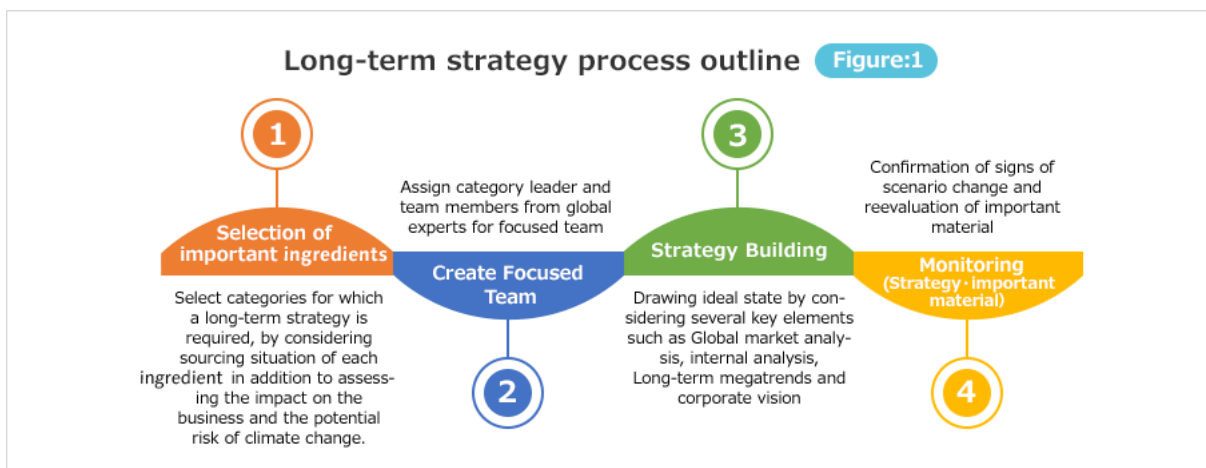 Long-term strategy process outline Figure:1
1
Selection of
important ingredients
Select categories for which
a long-term strategy is
required, by considering
sourcing situation of each
ingredient in addition to assess-
ing the impact on the
business and the potential
risk of climate change.
Assign category leader and
team members from global
experts for focused team
Create Focused
Team
2
3
Strategy Building
Drawing ideal state by con-
sidering several key elements
such as Global market analy-
sis, internal analysis,
Long-term megatrends and
corporate vision
Confirmation of signs of
scenario change and
reevaluation of important
material
Monitoring
(Strategy･important
material)
4